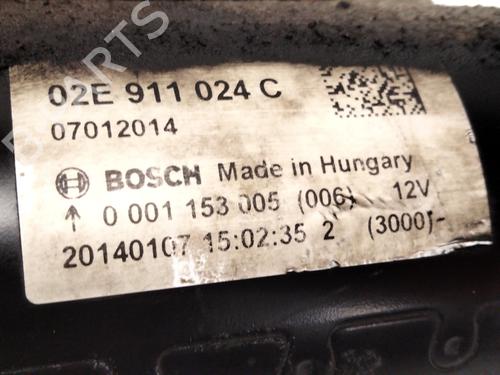 PARTS
02E 911 024 C
07012014
BOSCH Made in Hungary
↑ 0 001 153 005 (006) 12V
20140107 15:02:35 2 (3000)-